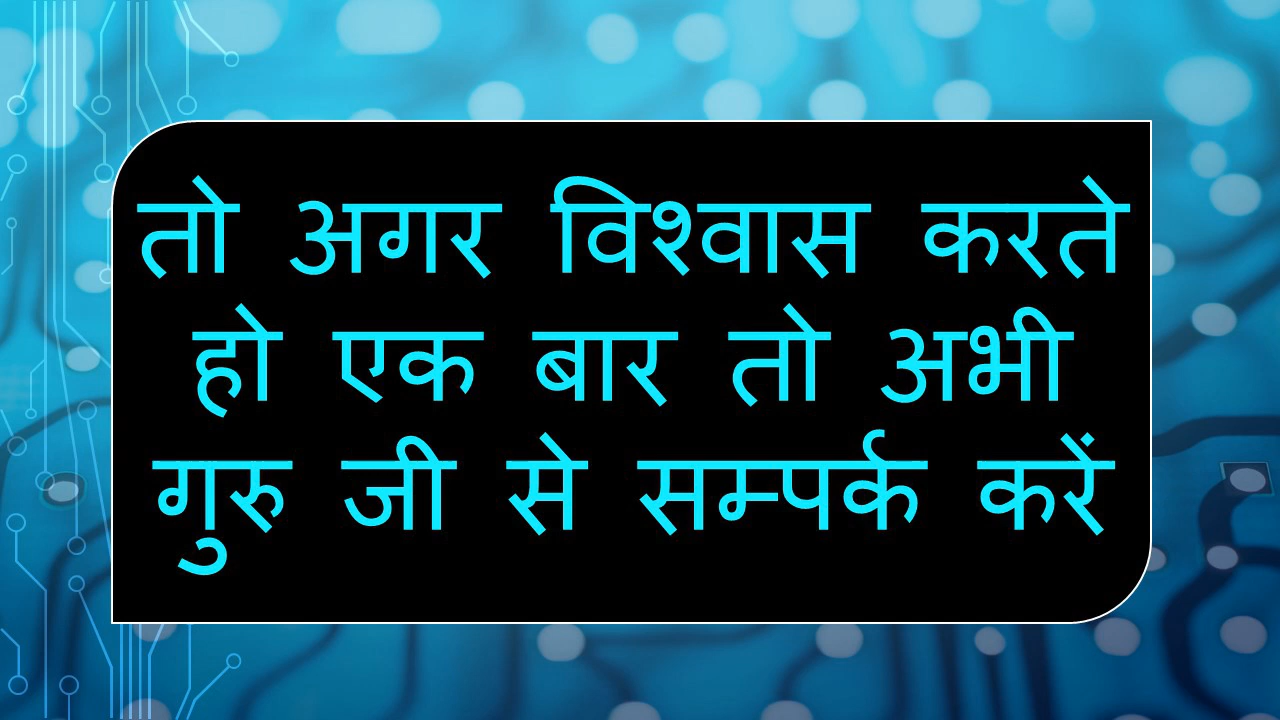 तो अगर विश्वास करते
हो एक बार तो अभी
गुरु जी से सम्पर्क करें